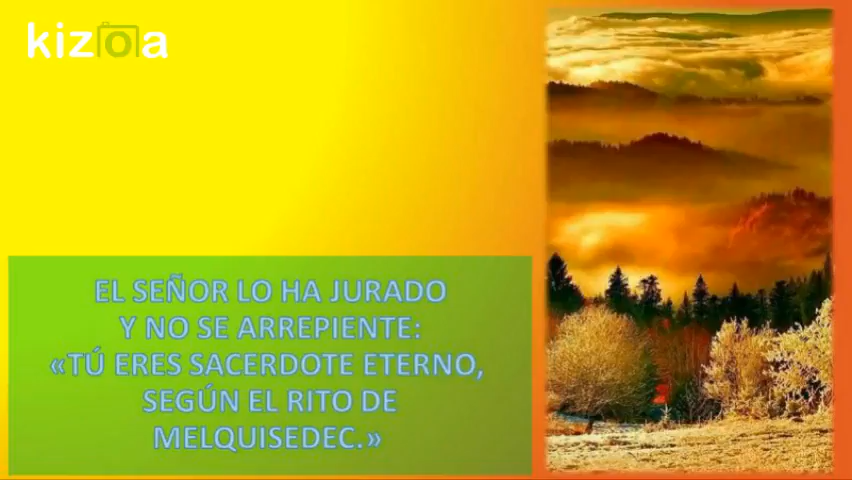 kizoa
EL SEÑOR LO HA JURADO
Y NO SE ARREPIENTE:
«TÚ ERES SACERDOTE ETERNO,
SEGÚN EL RITO DE
MELQUISEDEC.»